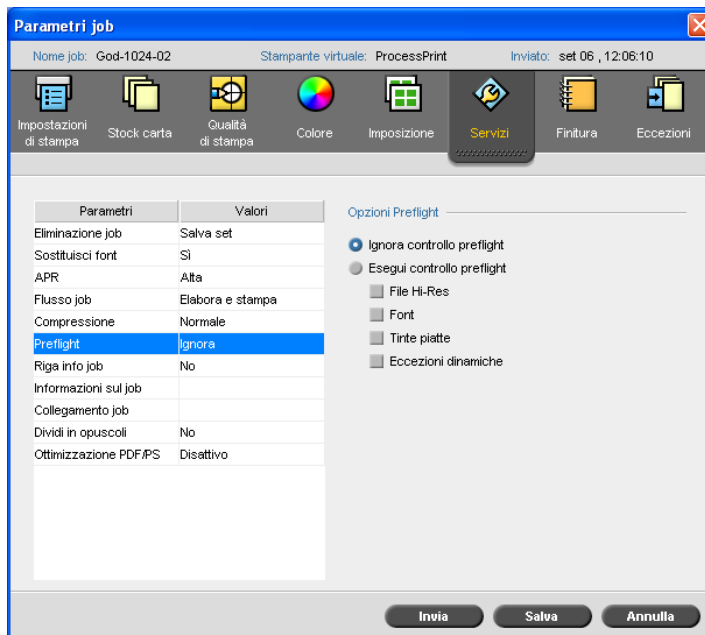 Parametri job
Nome job: God-1024-02 Stampante virtuale: ProcessPrint Inviato: set 06 , 12:06:10
Impostazioni di stampa
Stock carta
Qualità di stampa
Colore
Imposizione
Servizi
Finitura
Eccezioni
Parametri Valori
Eliminazione job Salva set
Sostituisci font Sì
APR Alta
Flusso job Elabora e stampa
Compressione Normale
Preflight Ignora
Riga info job No
Informazioni sul job
Collegamento job
Dividi in opuscoli No
Ottimizzazione PDF/PS Disattivo
Opzioni Preflight
Ignora controllo preflight
Esegui controllo preflight
File Hi-Res
Font
Tinte piatte
Eccezioni dinamiche
Invia Salva Annulla